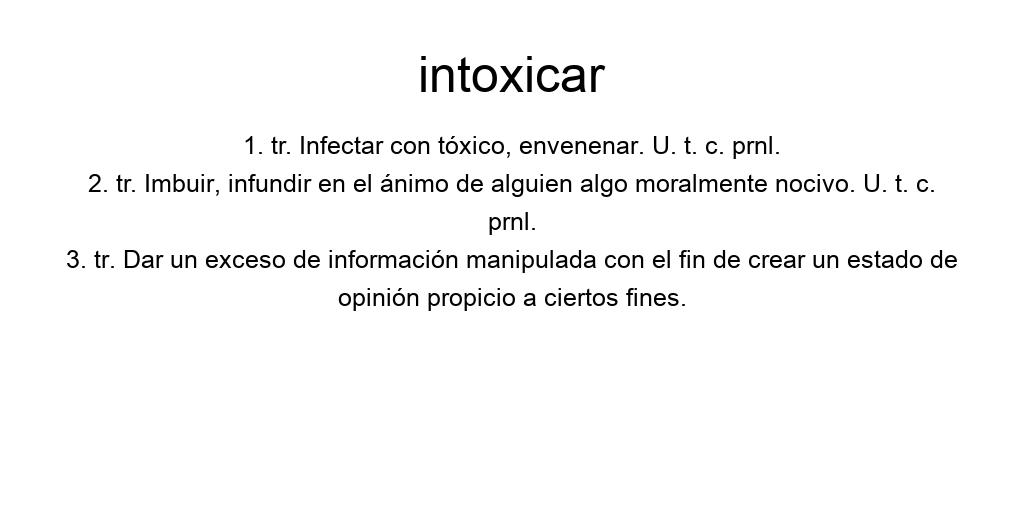 intoxicar
1. tr. Infectar con tóxico, envenenar. U. t. c. prnl.
2. tr. Imbuir, infundir en el ánimo de alguien algo moralmente nocivo. U. t. c.
prnl.
3. tr. Dar un exceso de información manipulada con el fin de crear un estado de
opinión propicio a ciertos fines.